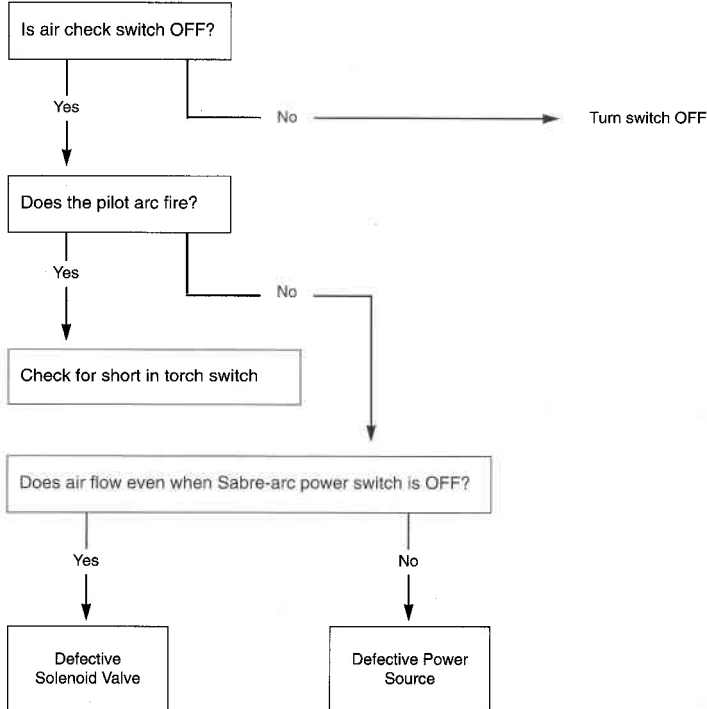 Is air check switch OFF?
Yes
No
Turn switch OFF
Does the pilot arc fire?
Yes
No
Check for short in torch switch
Does air flow even when Sabre-arc power switch is OFF?
Yes
No
Defective
Solenoid Valve
Defective Power
Source